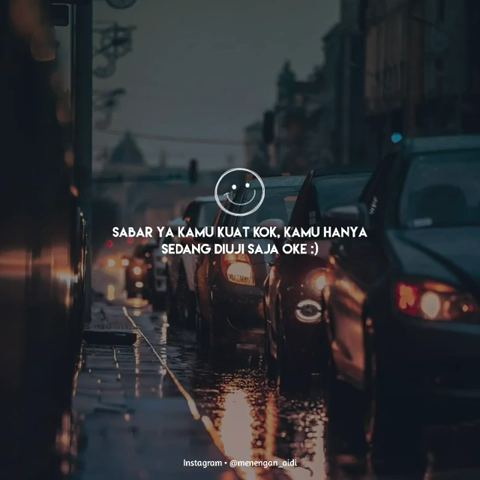 SABAR YA KAMU KUAT KOK, KAMU HANYA
SEDANG DIUJI SAJA OKE :)
Instagram • @menengan_aldi